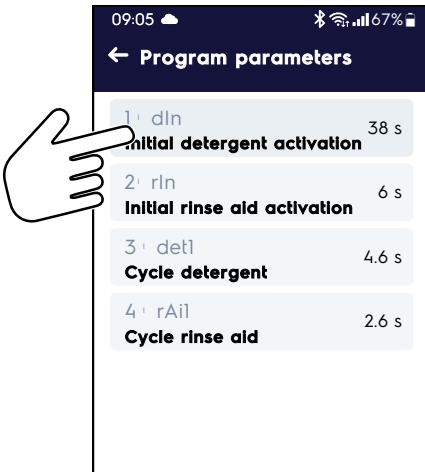 09:05 67%
← Program parameters
1 dIn
Initial detergent activation 38 s
2 rIn
Initial rinse aid activation 6 s
3 det1
Cycle detergent 4.6 s
4 rAi1
Cycle rinse aid 2.6 s